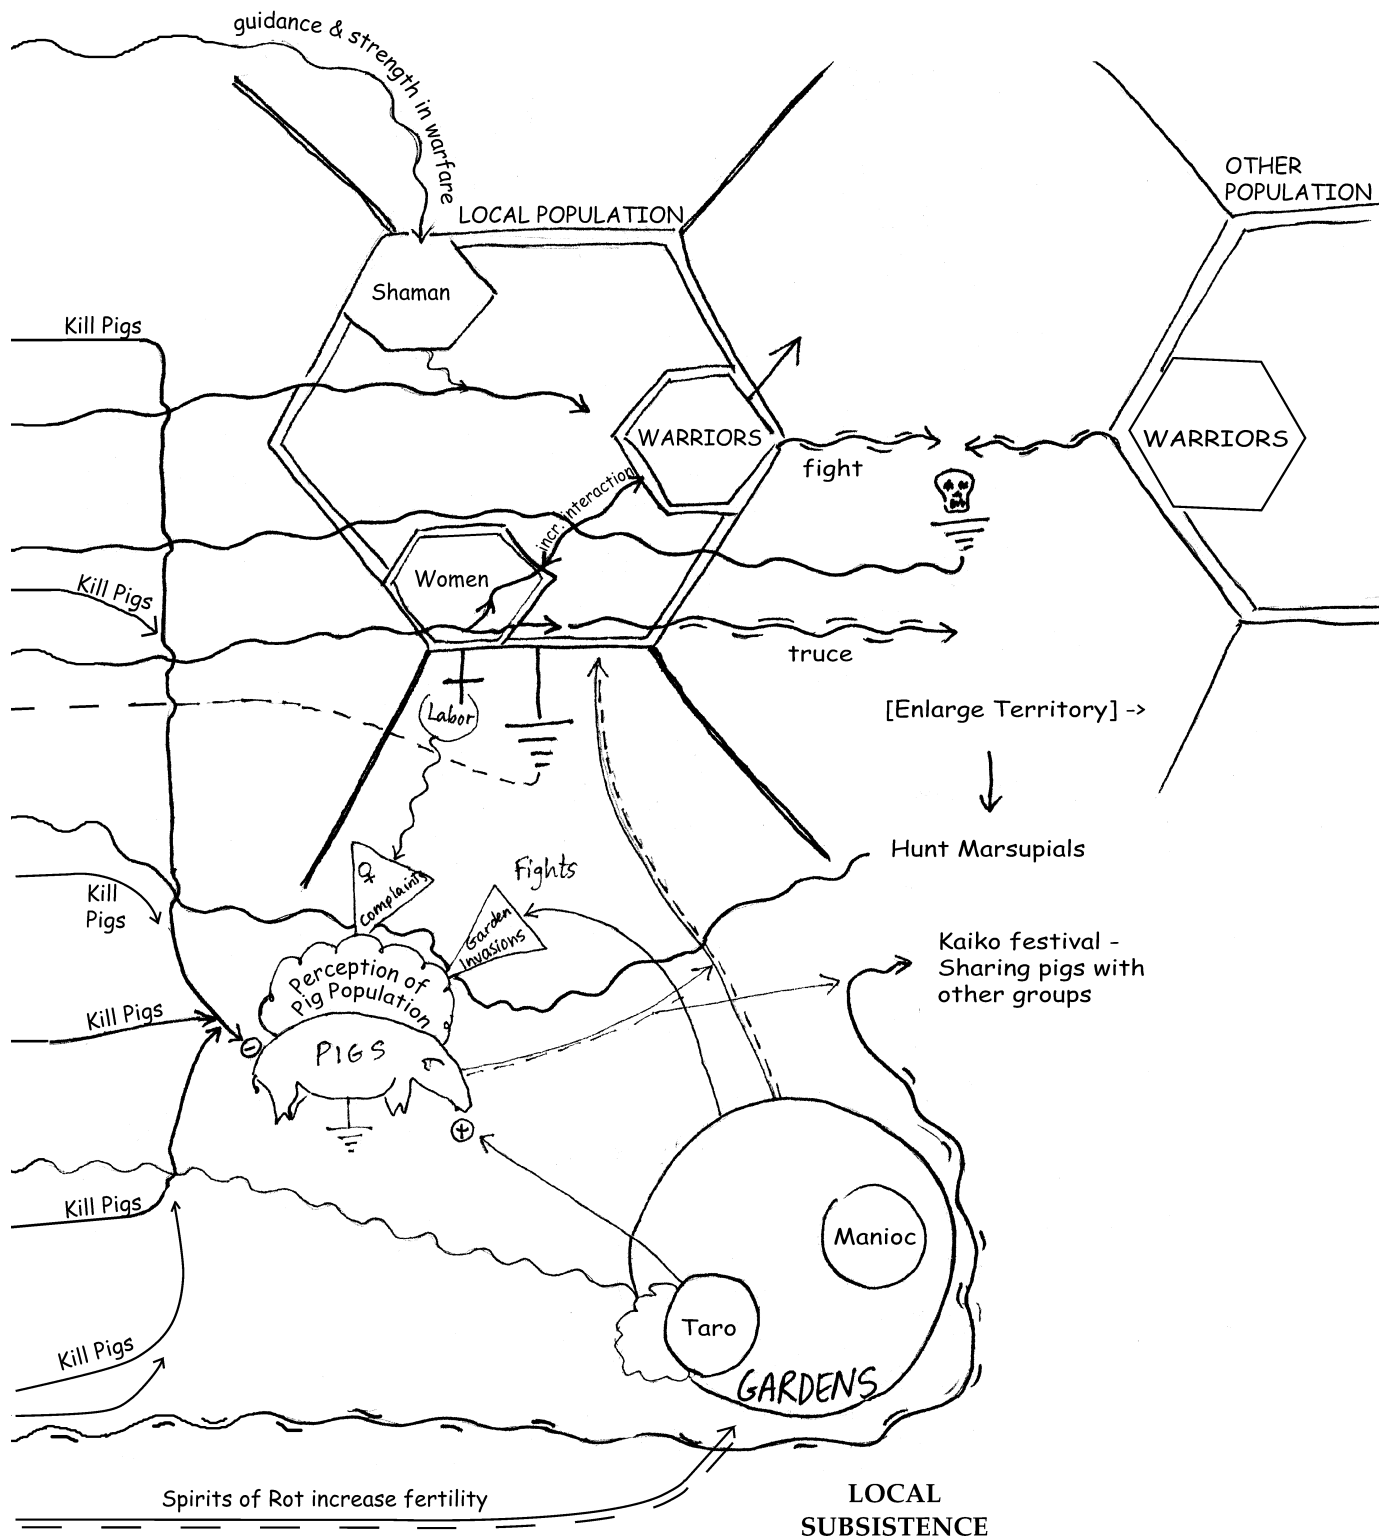 guidance & strength in warfare
OTHER
POPULATION
LOCAL POPULATION
Shaman
Kill Pigs
WARRIORS
WARRIORS
fight
incr. interaction
Women
Kill Pigs
truce
Labor
[Enlarge Territory] ->
Hunt Marsupials
♀
Complaints
Fights
Garden
Invasions
Kill
Pigs
Kaiko festival -
Sharing pigs with
other groups
Perception of
Pig Population
Kill Pigs
PIGS
Kill Pigs
Manioc
Taro
Kill Pigs
GARDENS
Spirits of Rot increase fertility
LOCAL
SUBSISTENCE